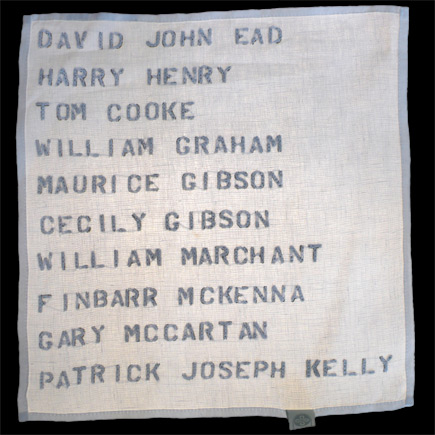 DAVID JOHN EAD
HARRY HENRY
TOM COOKE
WILLIAM GRAHAM
MAURICE GIBSON
CECILY GIBSON
WILLIAM MARCHANT
FINBARR MCKENNA
GARY MCCARTAN
PATRICK JOSEPH KELLY